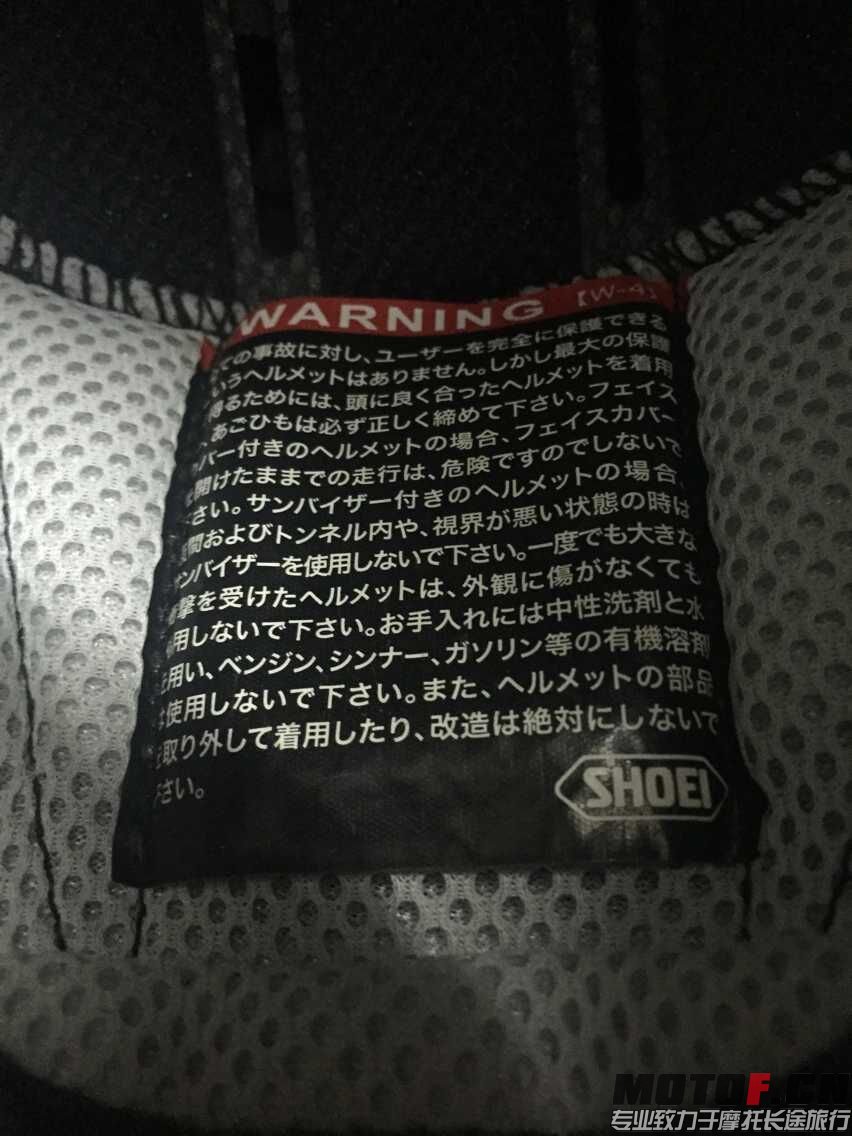 WARNING 【W-4】
ての事故に対し、ユーザーを完全に保護できる
いうヘルメットはありません。しかし最大の保護
得るためには、頭に良く合ったヘルメットを着用
、あごひもは必ず正しく締めて下さい。フェイス
バー付きのヘルメットの場合、フェイスカバー
開けたままでの走行は、危険ですのでしないで
さい。サンバイザー付きのヘルメットの場合、
間およびトンネル内や、視界が悪い状態の時は
ンバイザーを使用しないで下さい。一度でも大きな
撃を受けたヘルメットは、外観に傷がなくても
用しないで下さい。お手入れには中性洗剤と水
用い、ベンジン、シンナー、ガソリン等の有機溶剤
使用しないで下さい。また、ヘルメットの部品
取り外して着用したり、改造は絶対にしないで
さい。
SHOEI
MOTOF.CN
专业致力于摩托长途旅行